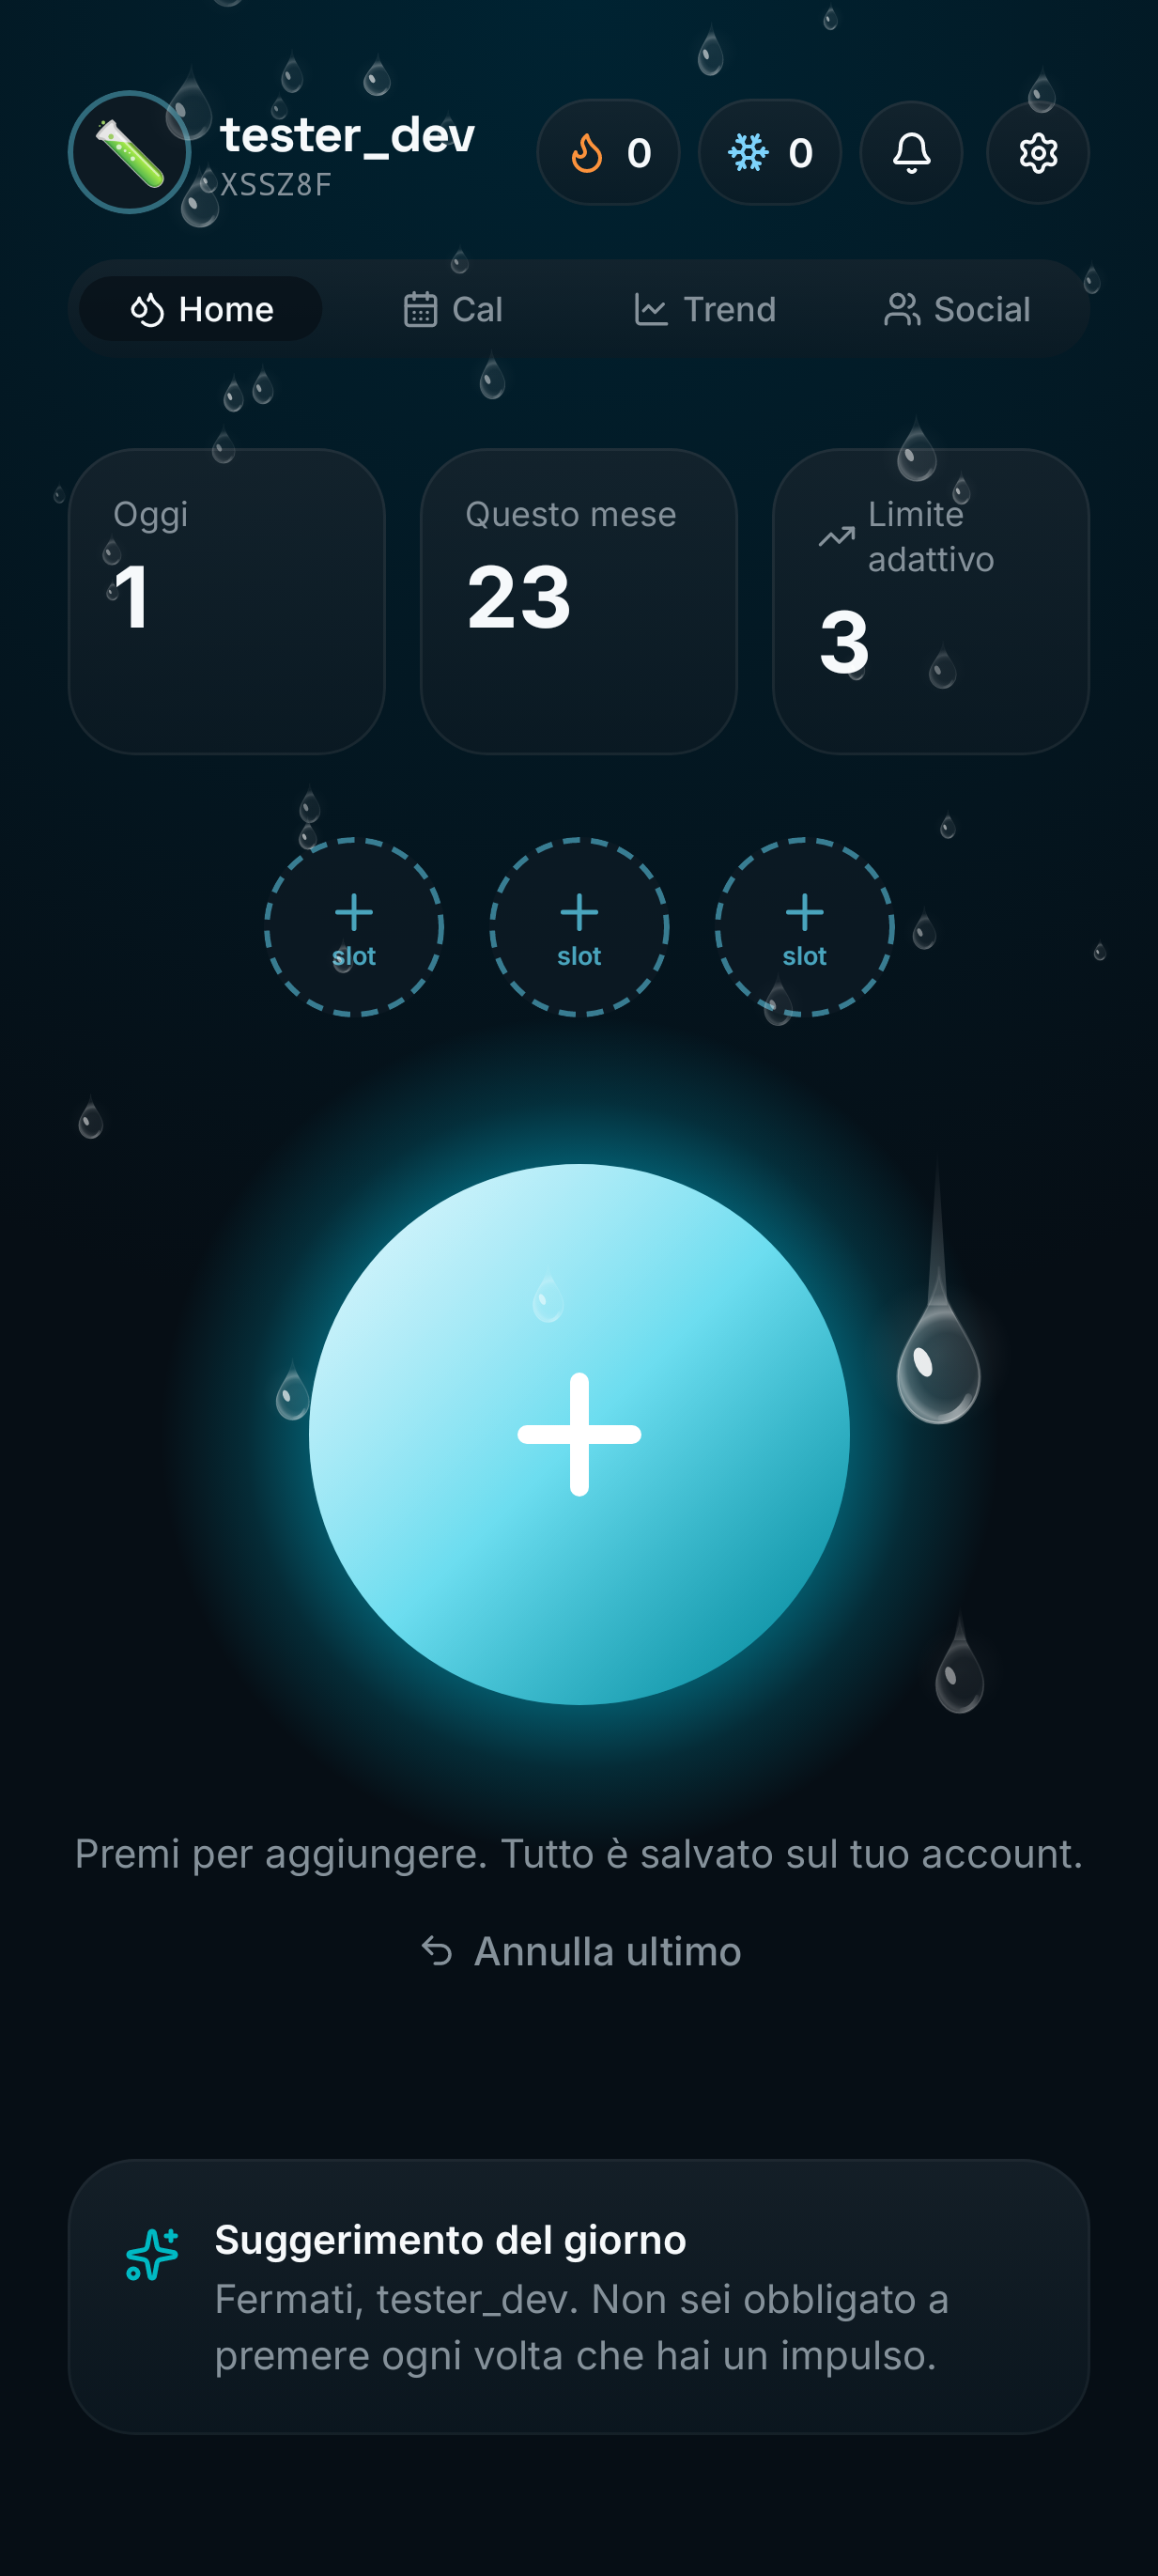 tester_dev
XSSZ8F
0
0
Home
Cal
Trend
Social
Oggi
1
Questo mese
23
Limite
adattivo
3
slot
slot
slot
Premi per aggiungere. Tutto è salvato sul tuo account.
Annulla ultimo
Suggerimento del giorno
Fermati, tester_dev. Non sei obbligato a
premere ogni volta che hai un impulso.